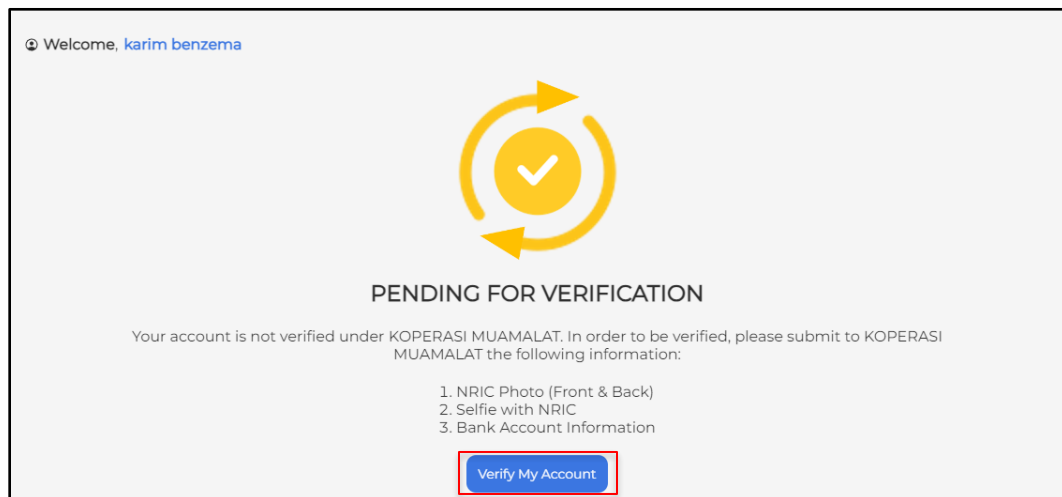 Welcome, karim benzema
PENDING FOR VERIFICATION
Your account is not verified under KOPERASI MUAMALAT. In order to be verified, please submit to KOPERASI
MUAMALAT the following information:
1. NRIC Photo (Front & Back)
2. Selfie with NRIC
3. Bank Account Information
Verify My Account